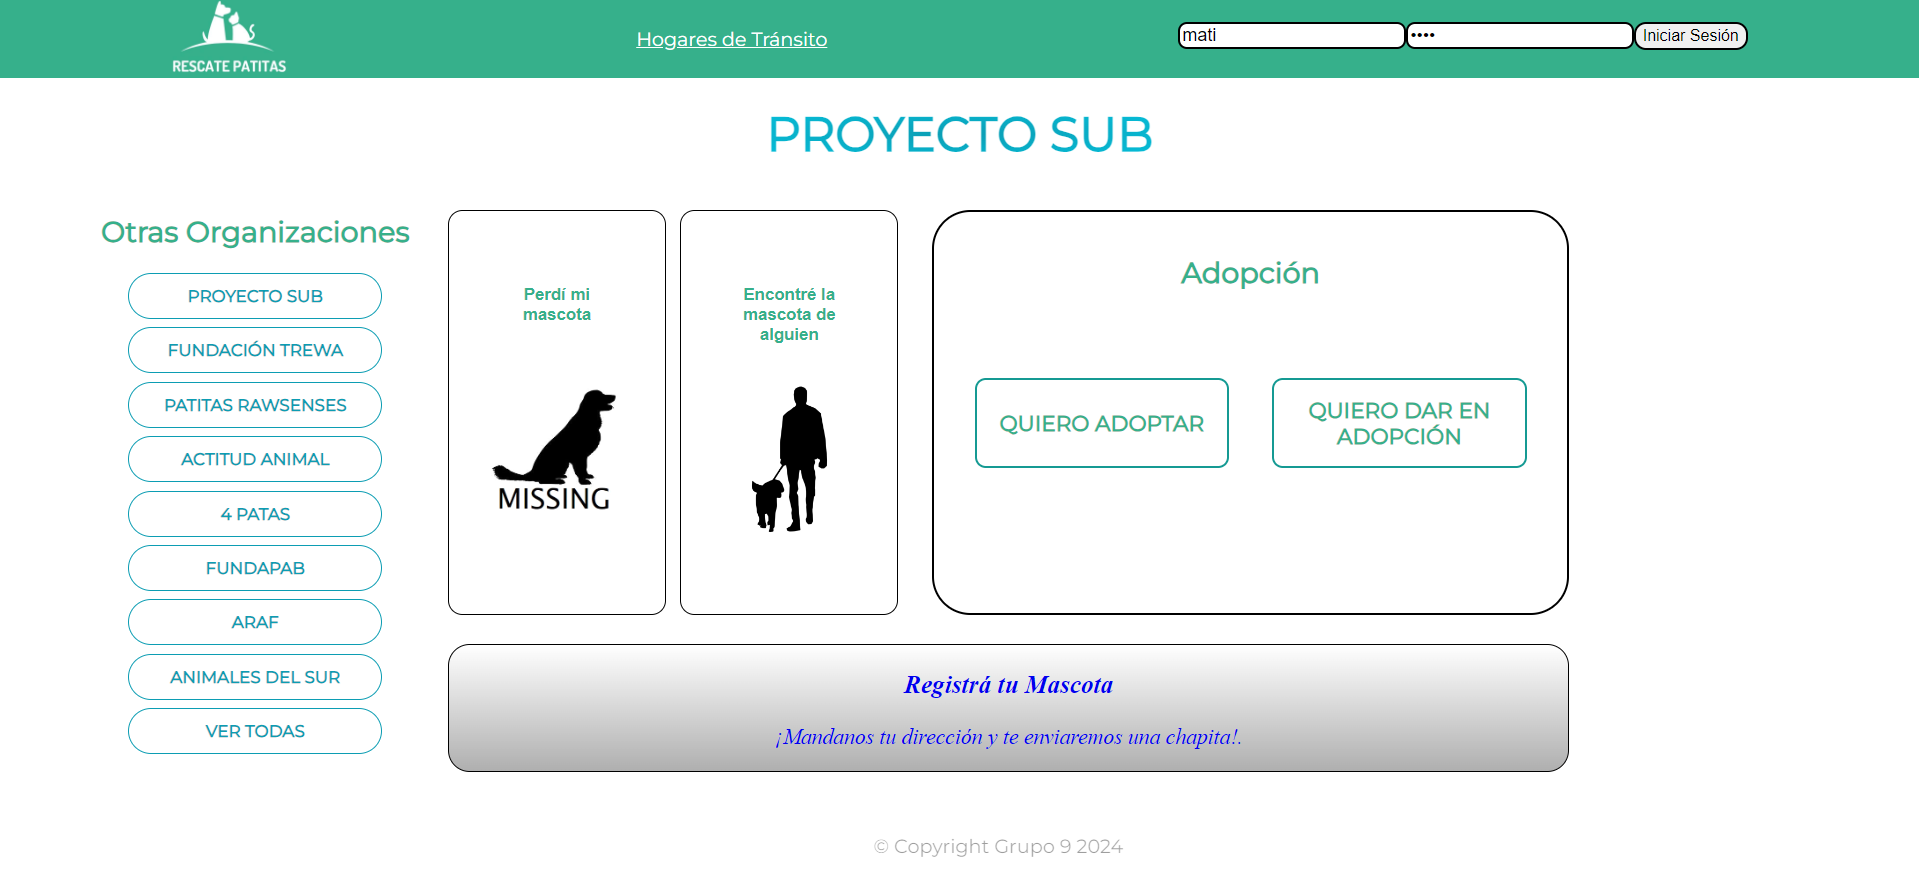 RESCATE PATITAS
Hogares de Tránsito
mati
••••
Iniciar Sesión
PROYECTO SUB
Otras Organizaciones
PROYECTO SUB
FUNDACIÓN TREWA
PATITAS RAWSENSES
ACTITUD ANIMAL
4 PATAS
FUNDAPAB
ARAF
ANIMALES DEL SUR
VER TODAS
Perdí mi
mascota
MISSING
Encontré la
mascota de
alguien
Adopción
QUIERO ADOPTAR
QUIERO DAR EN
ADOPCIÓN
Registrá tu Mascota
¡Mandanos tu dirección y te enviaremos una chapita!.
© Copyright Grupo 9 2024